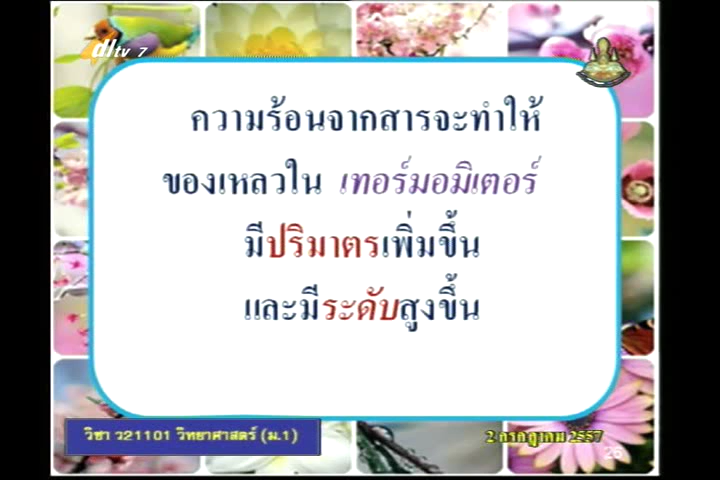 dltv 7
ความร้อนจากสารจะทำให้
ของเหลวใน เทอร์มอมิเตอร์
มีปริมาตรเพิ่มขึ้น
และมีระดับสูงขึ้น
วิชา ว21101 วิทยาศาสตร์ (ม.1)
2 กรกฎาคม 2557
26